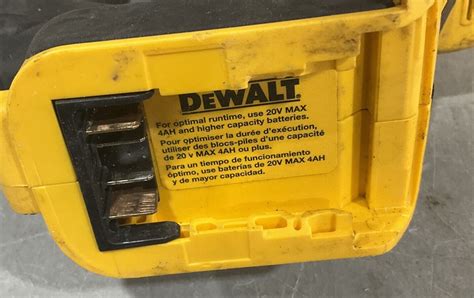 DEWALT
For optimal runtime, use 20V MAX
4AH and higher capacity batteries.
Pour optimiser la durée d'exécution,
utiliser des blocs-piles d'une capacité
de 20 v MAX 4AH ou plus.
Para un tiempo de funcionamiento
óptimo, use baterías de 20V MAX 4AH
y de mayor capacidad.